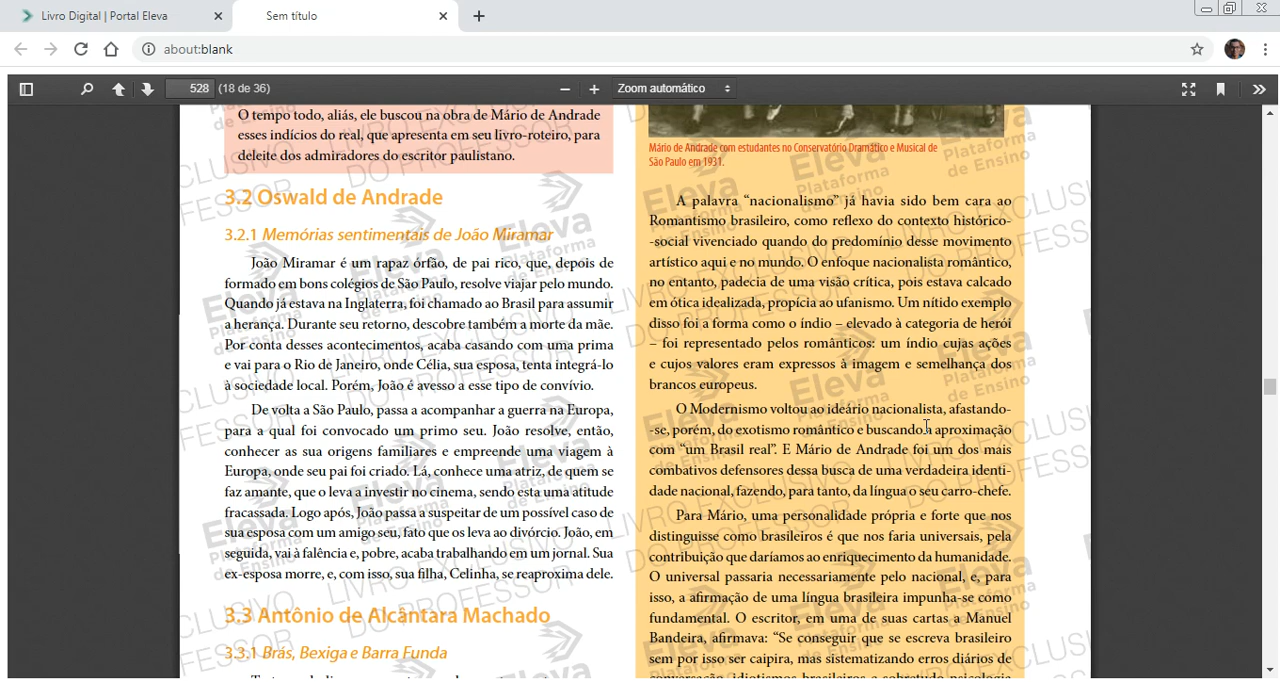 Livro Digital | Portal Eleva
Sem título
about:blank
528 (18 de 36)
Zoom automático
O tempo todo, aliás, ele buscou na obra de Mário de Andrade
esses indícios do real, que apresenta em seu livro-roteiro, para
deleite dos admiradores do escritor paulistano.
3.2 Oswald de Andrade
3.2.1 Memórias sentimentais de João Miramar
João Miramar é um rapaz órfão, de pai rico, que, depois de
formado em bons colégios de São Paulo, resolve viajar pelo mundo.
Quando já estava na Inglaterra, foi chamado ao Brasil para assumir
a herança. Durante seu retorno, descobre também a morte da mãe.
Por conta desses acontecimentos, acaba casando com uma prima
e vai para o Rio de Janeiro, onde Célia, sua esposa, tenta integrá-lo
à sociedade local. Porém, João é avesso a esse tipo de convívio.
De volta a São Paulo, passa a acompanhar a guerra na Europa,
para a qual foi convocado um primo seu. João resolve, então,
conhecer as sua origens familiares e empreende uma viagem à
Europa, onde seu pai foi criado. Lá, conhece uma atriz, de quem se
faz amante, que o leva a investir no cinema, sendo esta uma atitude
fracassada. Logo após, João passa a suspeitar de um possível caso de
sua esposa com um amigo seu, fato que os leva ao divórcio. João, em
seguida, vai à falência e, pobre, acaba trabalhando em um jornal. Sua
ex-esposa morre, e, com isso, sua filha, Celinha, se reaproxima dele.
3.3 Antônio de Alcântara Machado
3.3.1 Brás, Bexiga e Barra Funda
Mário de Andrade com estudantes no Conservatório Dramático e Musical de
São Paulo em 1931.
A palavra “nacionalismo” já havia sido bem cara ao
Romantismo brasileiro, como reflexo do contexto histórico-
-social vivenciado quando do predomínio desse movimento
artístico aqui e no mundo. O enfoque nacionalista romântico,
no entanto, padecia de uma visão crítica, pois estava calcado
em ótica idealizada, propícia ao ufanismo. Um nítido exemplo
disso foi a forma como o índio – elevado à categoria de herói
– foi representado pelos românticos: um índio cujas ações
e cujos valores eram expressos à imagem e semelhança dos
brancos europeus.
O Modernismo voltou ao ideário nacionalista, afastando-
-se, porém, do exotismo romântico e buscando a aproximação
com “um Brasil real”. E Mário de Andrade foi um dos mais
combativos defensores dessa busca de uma verdadeira identi-
dade nacional, fazendo, para tanto, da língua o seu carro-chefe.
Para Mário, uma personalidade própria e forte que nos
distinguisse como brasileiros é que nos faria universais, pela
contribuição que daríamos ao enriquecimento da humanidade.
O universal passaria necessariamente pelo nacional, e, para
isso, a afirmação de uma língua brasileira impunha-se como
fundamental. O escritor, em uma de suas cartas a Manuel
Bandeira, afirmava: “Se conseguir que se escreva brasileiro
sem por isso ser caipira, mas sistematizando erros diários de
conversação, idiotismos brasileiros e sobretudo psicologia
Eleva
Plataforma
de Ensino
LIVRO EXCLUSIVO
DO PROFESSOR